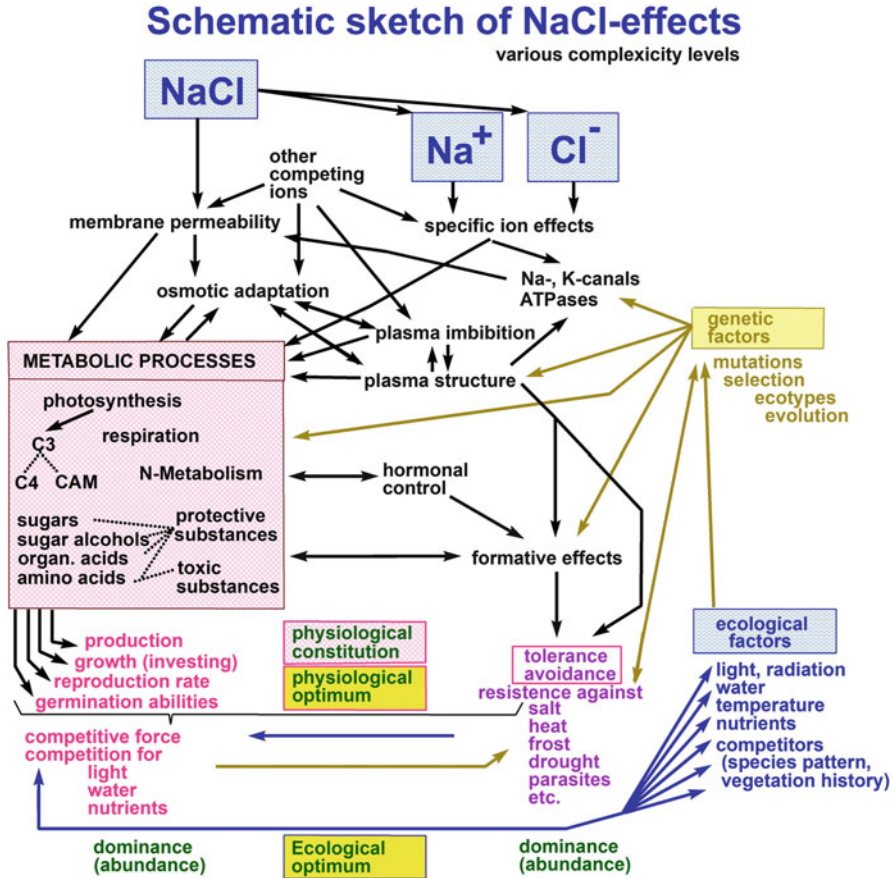 Schematic sketch of NaCl-effects
various complexicity levels
NaCl
Na+
Cl-
other
competing
ions
membrane permeability
specific ion effects
osmotic adaptation
Na-, K-canals
ATPases
plasma imbibition
genetic
factors
METABOLIC PROCESSES
plasma structure
mutations
selection
ecotypes
evolution
photosynthesis
C3
respiration
C4
CAM
N-Metabolism
hormonal
control
sugars
sugar alcohols
organ. acids
amino acids
protective
substances
toxic
substances
formative effects
production
growth (investing)
reproduction rate
germination abilities
physiological
constitution
physiological
optimum
tolerance
avoidance
resistence against
salt
heat
frost
drought
parasites
etc.
ecological
factors
light, radiation
water
temperature
nutrients
competitors
(species pattern,
vegetation history)
competitive force
competition for
light
water
nutrients
dominance
(abundance)
Ecological
optimum
dominance
(abundance)